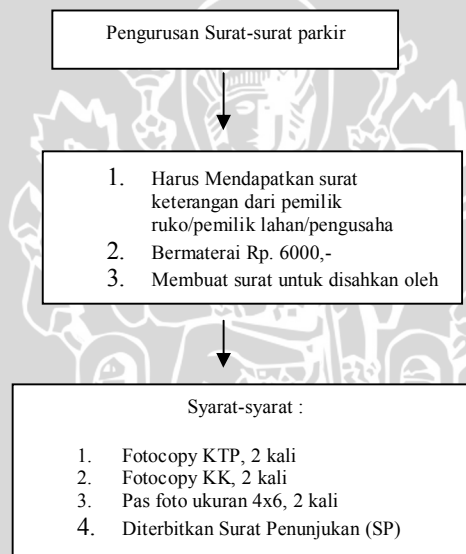 Pengurusan Surat-surat parkir
1. Harus Mendapatkan surat
keterangan dari pemilik
ruko/pemilik lahan/pengusaha
2. Bermaterai Rp. 6000,-
3. Membuat surat untuk disahkan oleh
Syarat-syarat :
1. Fotocopy KTP, 2 kali
2. Fotocopy KK, 2 kali
3. Pas foto ukuran 4x6, 2 kali
4. Diterbitkan Surat Penunjukan (SP)